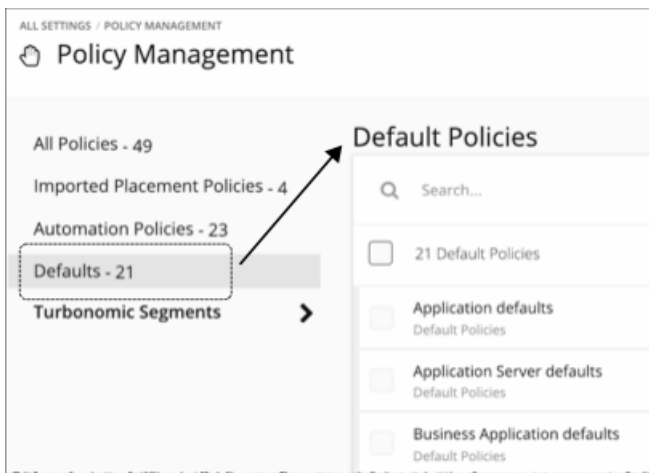 ALL SETTINGS / POLICY MANAGEMENT
Policy Management
All Policies - 49
Imported Placement Policies - 4
Automation Policies - 23
Defaults - 21
Turbonomic Segments
Default Policies
Search...
21 Default Policies
Application defaults
Default Policies
Application Server defaults
Default Policies
Business Application defaults
Default Policies